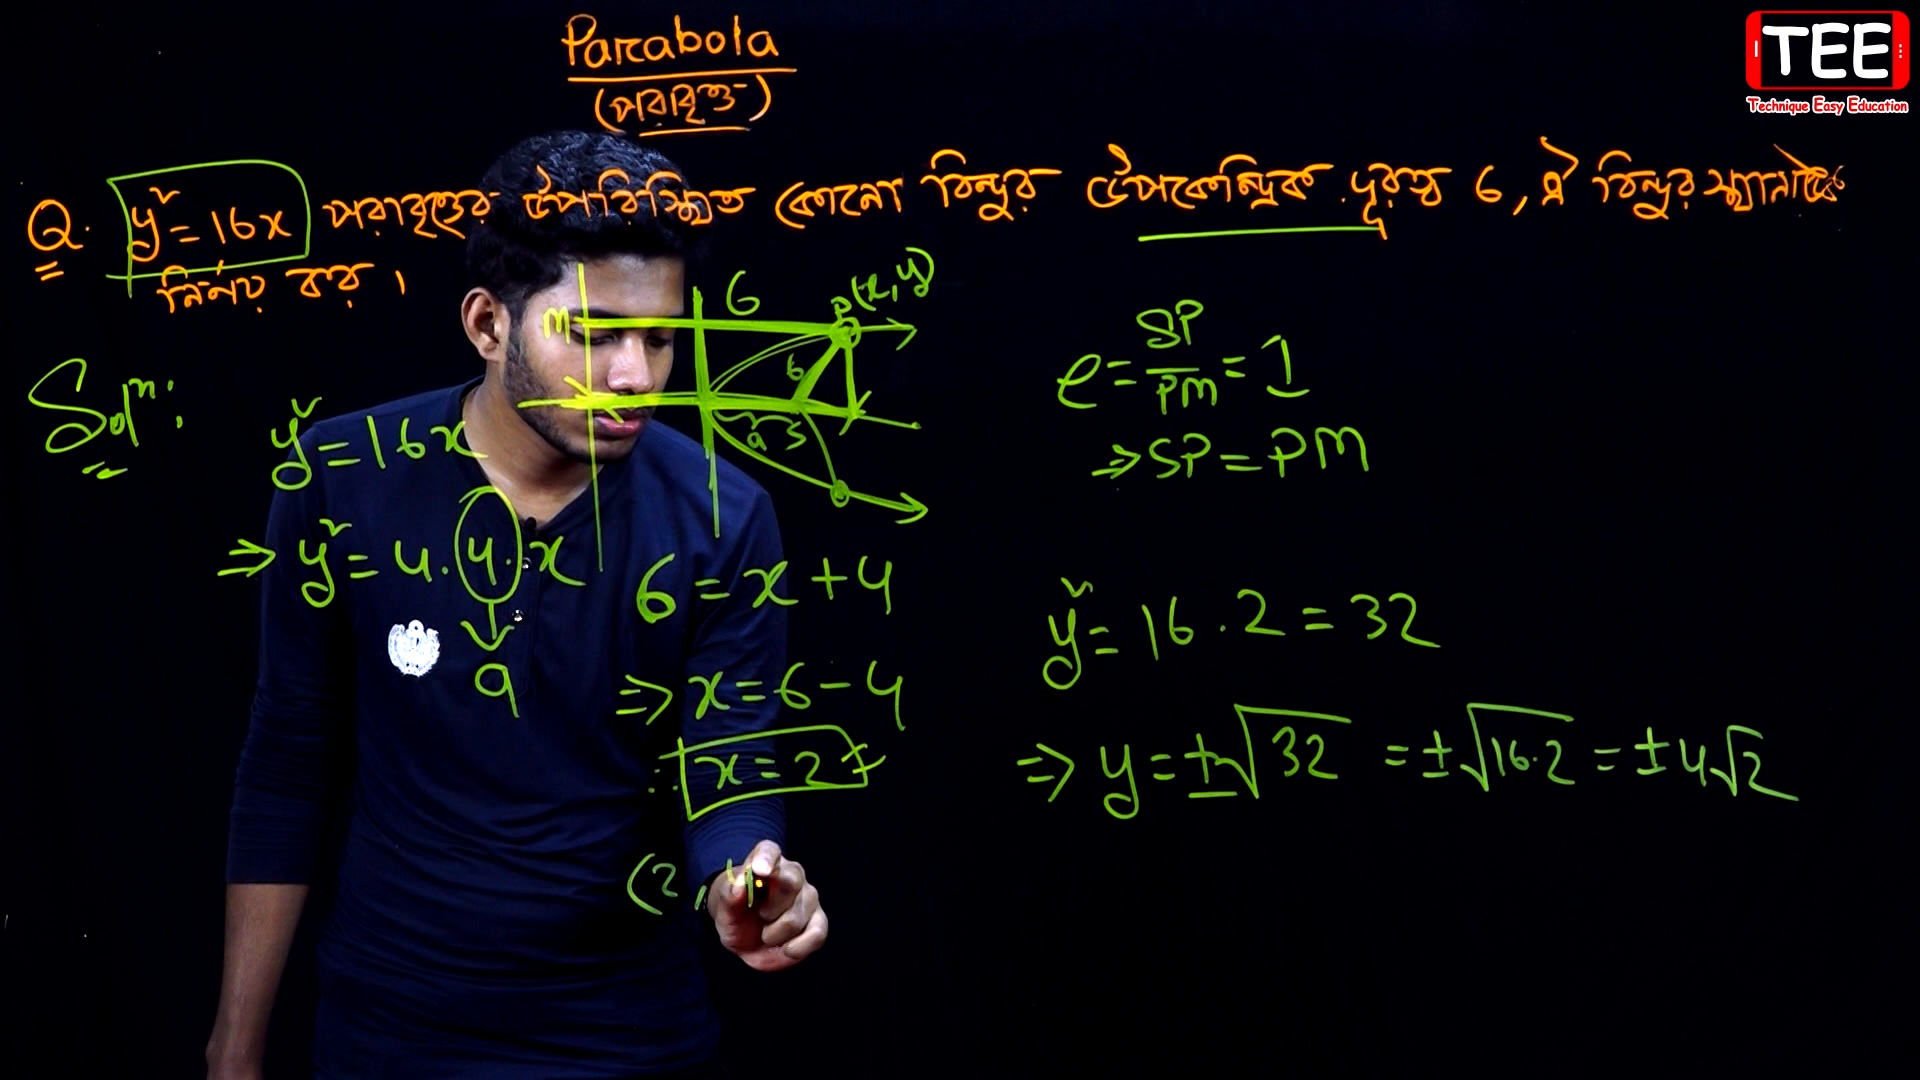 Parabola
(পরাবৃত্ত)
TEE
Technique Easy Education
Q. y² = 16x পরাবৃত্তের উপরিস্থিত কোনো বিন্দুর উপকেন্দ্রিক দূরত্ব 6, ঐ বিন্দুর স্থানাঙ্ক
নির্ণয় কর।
M 6 P(x, y)
6
a S
Solⁿ:
y² = 16x
⇒ y² = 4.4.x
a
6 = x + 4
⇒ x = 6 - 4
∴ x = 2
(2, 4
e = SP/PM = 1
⇒ SP = PM
y² = 16.2 = 32
⇒ y = ±√32 = ±√16.2 = ±4√2